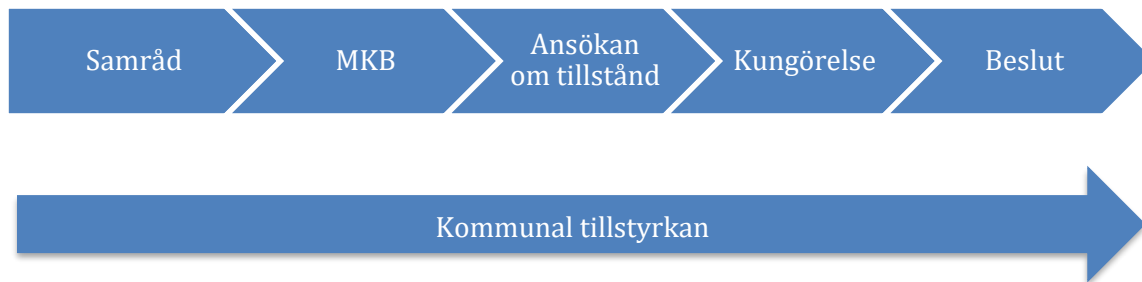 Samråd
MKB
Ansökan
om tillstånd
Kungörelse
Beslut
Kommunal tillstyrkan